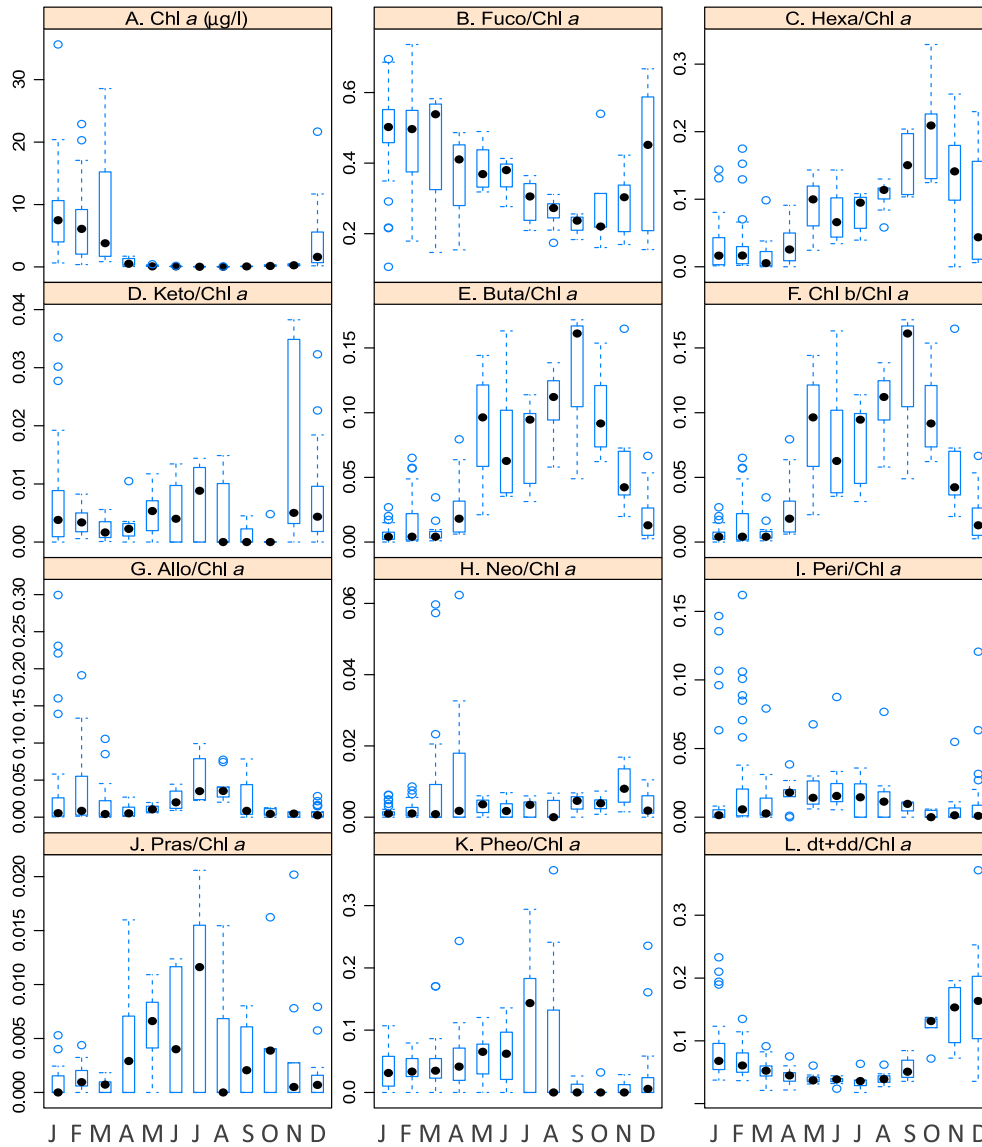 A. Chl a (µg/l)
B. Fuco/Chl a
C. Hexa/Chl a
0 10 20 30
0.2 0.4 0.6
0.0 0.1 0.2 0.3
D. Keto/Chl a
E. Buta/Chl a
F. Chl b/Chl a
0.00 0.01 0.02 0.03 0.04
0.00 0.05 0.10 0.15
0.00 0.05 0.10 0.15
G. Allo/Chl a
H. Neo/Chl a
I. Peri/Chl a
0.00 0.05 0.10 0.15 0.20 0.25 0.30
0.00 0.02 0.04 0.06
0.00 0.05 0.10 0.15
J. Pras/Chl a
K. Pheo/Chl a
L. dt+dd/Chl a
0.000 0.005 0.010 0.015 0.020
0.0 0.1 0.2 0.3
0.1 0.2 0.3
J F M A M J J A S O N D
J F M A M J J A S O N D
J F M A M J J A S O N D